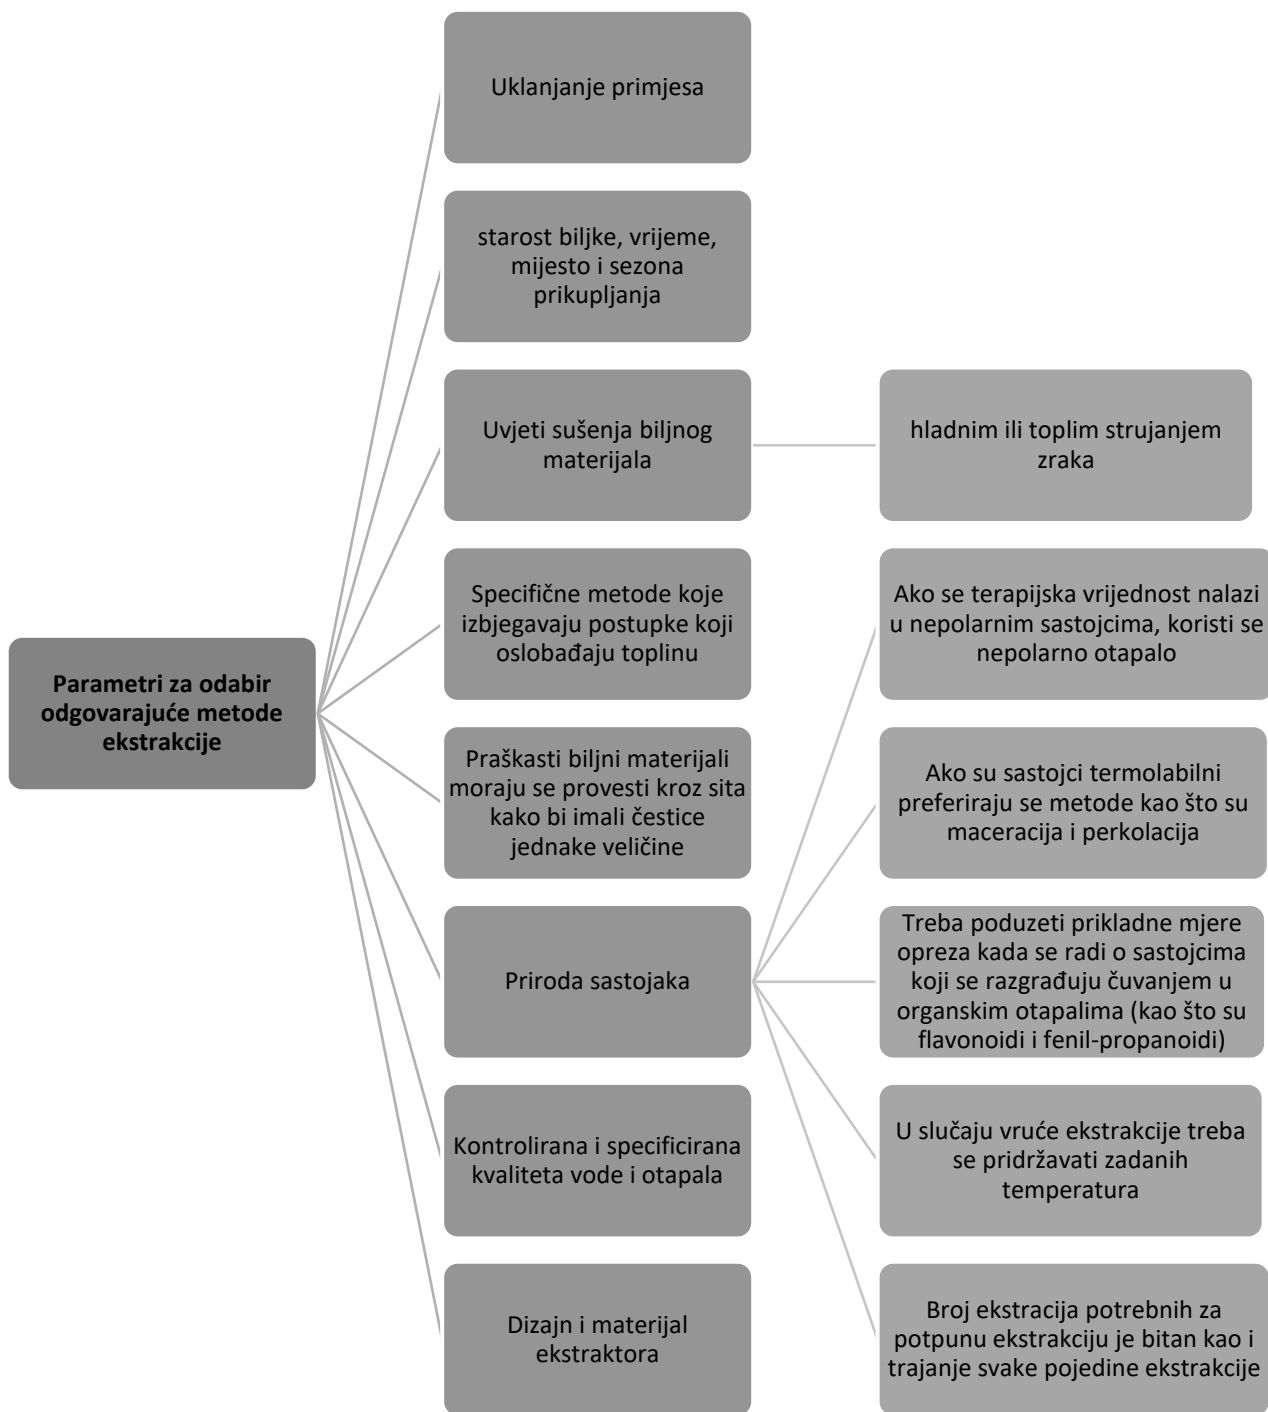 Parametri za odabir
odgovarajuće metode
ekstrakcije
Uklanjanje primjesa
starost biljke, vrijeme,
mijesto i sezona
prikupljanja
Uvjeti sušenja biljnog
materijala
hladnim ili toplim strujanjem
zraka
Specifične metode koje
izbjegavaju postupke koji
oslobađaju toplinu
Praškasti biljni materijali
moraju se provesti kroz sita
kako bi imali čestice
jednake veličine
Priroda sastojaka
Ako se terapijska vrijednost nalazi
u nepolarnim sastojcima, koristi se
nepolarno otapalo
Ako su sastojci termolabilni
preferiraju se metode kao što su
maceracija i perkolacija
Treba poduzeti prikladne mjere
opreza kada se radi o sastojcima
koji se razgrađuju čuvanjem u
organskim otapalima (kao što su
flavonoidi i fenil-propanoidi)
U slučaju vruće ekstrakcije treba
se pridržavati zadanih
temperatura
Broj ekstracija potrebnih za
potpunu ekstrakciju je bitan kao i
trajanje svake pojedine ekstrakcije
Kontrolirana i specificirana
kvaliteta vode i otapala
Dizajn i materijal
ekstraktora